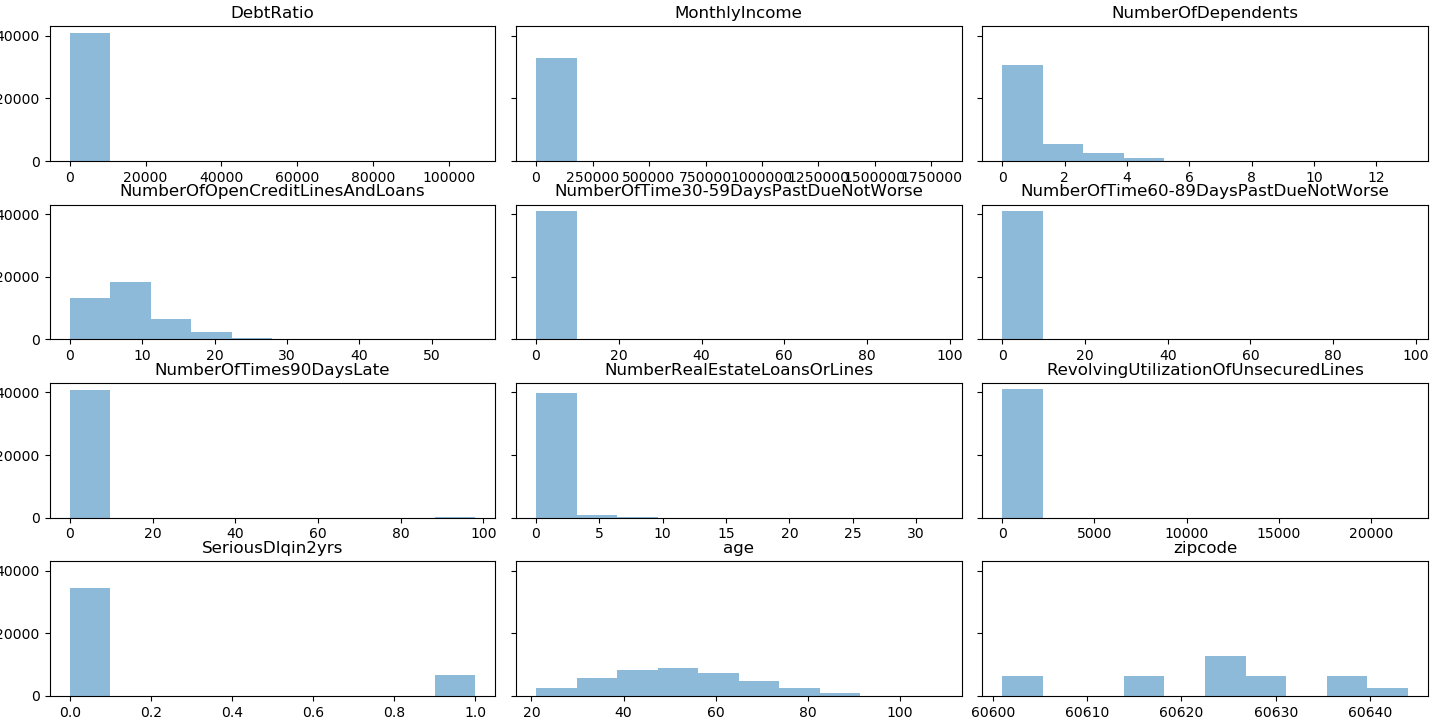 DebtRatio MonthlyIncome NumberOfDependents
40000
20000
0
0 20000 40000 60000 80000 100000 0 250000 500000 750000 1000000 1250000 1500000 1750000 0 2 4 6 8 10 12
NumberOfOpenCreditLinesAndLoans NumberOfTime30-59DaysPastDueNotWorse NumberOfTime60-89DaysPastDueNotWorse
40000
20000
0
0 10 20 30 40 50 0 20 40 60 80 100 0 20 40 60 80 100
NumberOfTimes90DaysLate NumberRealEstateLoansOrLines RevolvingUtilizationOfUnsecuredLines
40000
20000
0
0 20 40 60 80 100 0 5 10 15 20 25 30 0 5000 10000 15000 20000
SeriousDlqin2yrs age zipcode
40000
20000
0
0.0 0.2 0.4 0.6 0.8 1.0 20 40 60 80 100 60600 60610 60620 60630 60640